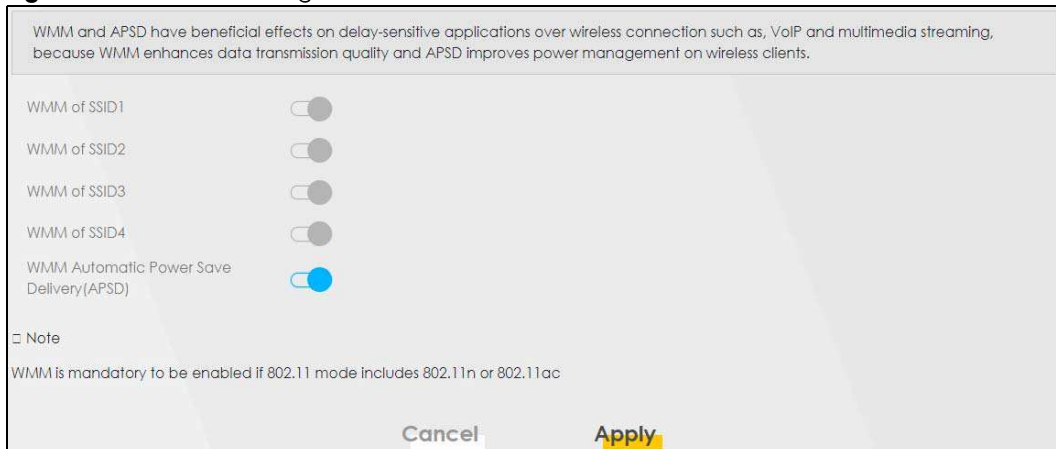 WMM and APSD have beneficial effects on delay-sensitive applications over wireless connection such as, VoIP and multimedia streaming,
because WMM enhances data transmission quality and APSD improves power management on wireless clients.
WMM of SSID1
WMM of SSID2
WMM of SSID3
WMM of SSID4
WMM Automatic Power Save
Delivery(APSD)
□ Note
WMM is mandatory to be enabled if 802.11 mode includes 802.11n or 802.11ac
Cancel Apply